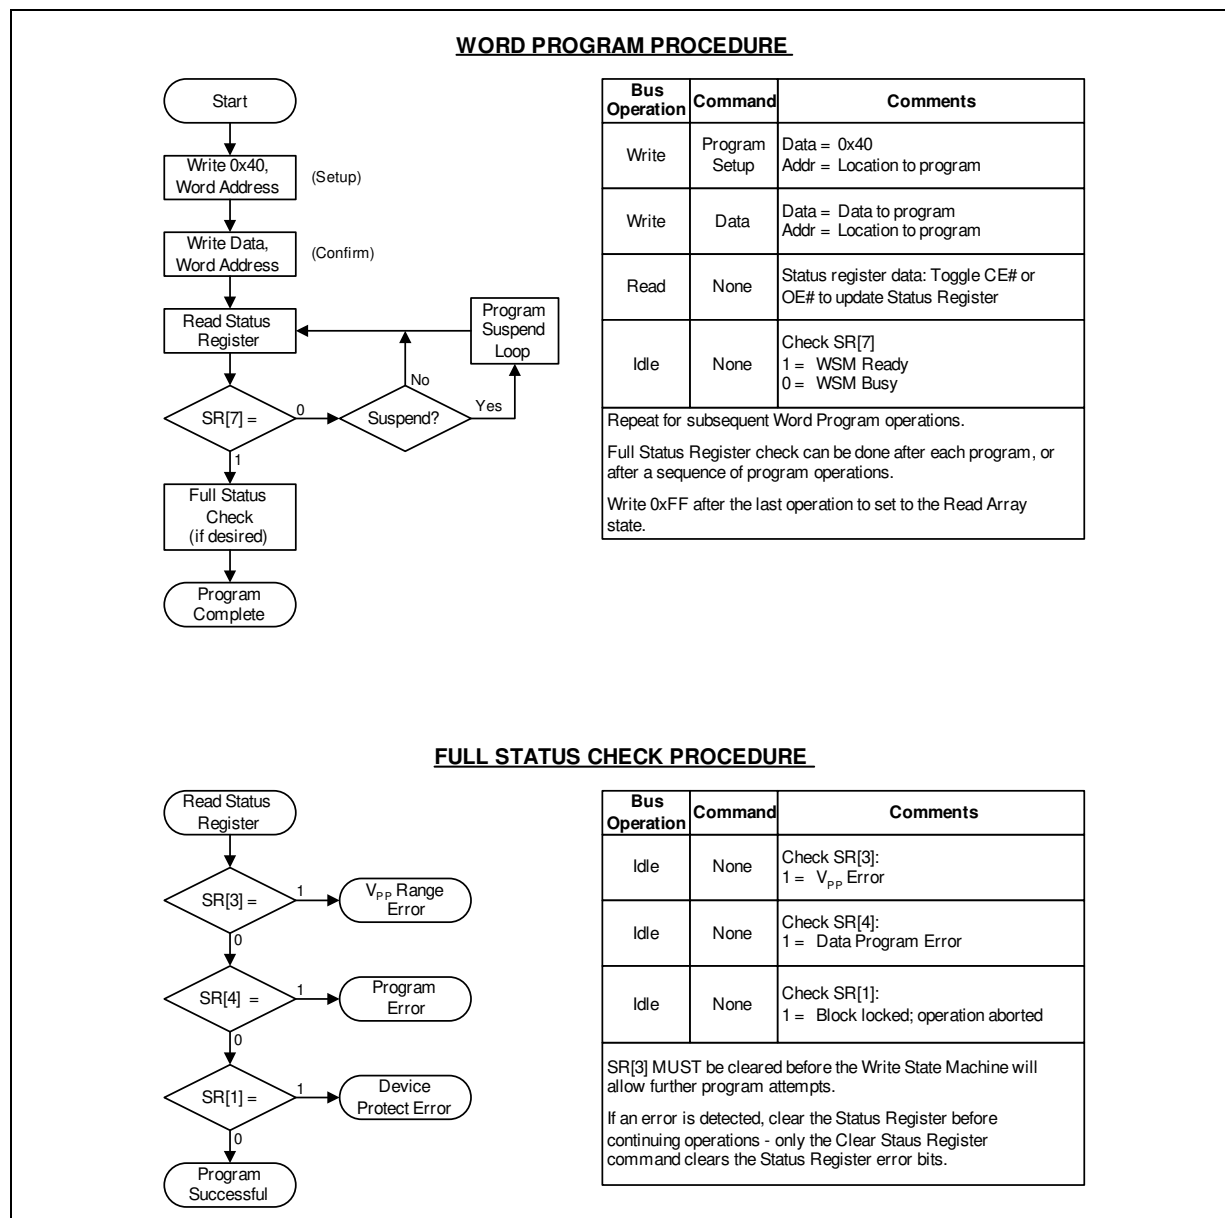 WORD PROGRAM PROCEDURE
Start
Write 0x40,
Word Address
(Setup)
Write Data,
Word Address
(Confirm)
Read Status
Register
Program
Suspend
Loop
No
SR[7] =
0
Suspend?
Yes
1
Full Status
Check
(if desired)
Program
Complete
Bus
Operation
Command
Comments
Write
Program
Setup
Data = 0x40
Addr = Location to program
Write
Data
Data = Data to program
Addr = Location to program
Read
None
Status register data: Toggle CE# or
OE# to update Status Register
Idle
None
Check SR[7]
1 = WSM Ready
0 = WSM Busy
Repeat for subsequent Word Program operations.
Full Status Register check can be done after each program, or
after a sequence of program operations.
Write 0xFF after the last operation to set to the Read Array
state.
FULL STATUS CHECK PROCEDURE
Read Status
Register
SR[3] =
1
VPP Range
Error
0
SR[4] =
1
Program
Error
0
SR[1] =
1
Device
Protect Error
0
Program
Successful
Bus
Operation
Command
Comments
Idle
None
Check SR[3]:
1 = VPP Error
Idle
None
Check SR[4]:
1 = Data Program Error
Idle
None
Check SR[1]:
1 = Block locked; operation aborted
SR[3] MUST be cleared before the Write State Machine will
allow further program attempts.
If an error is detected, clear the Status Register before
continuing operations - only the Clear Staus Register
command clears the Status Register error bits.